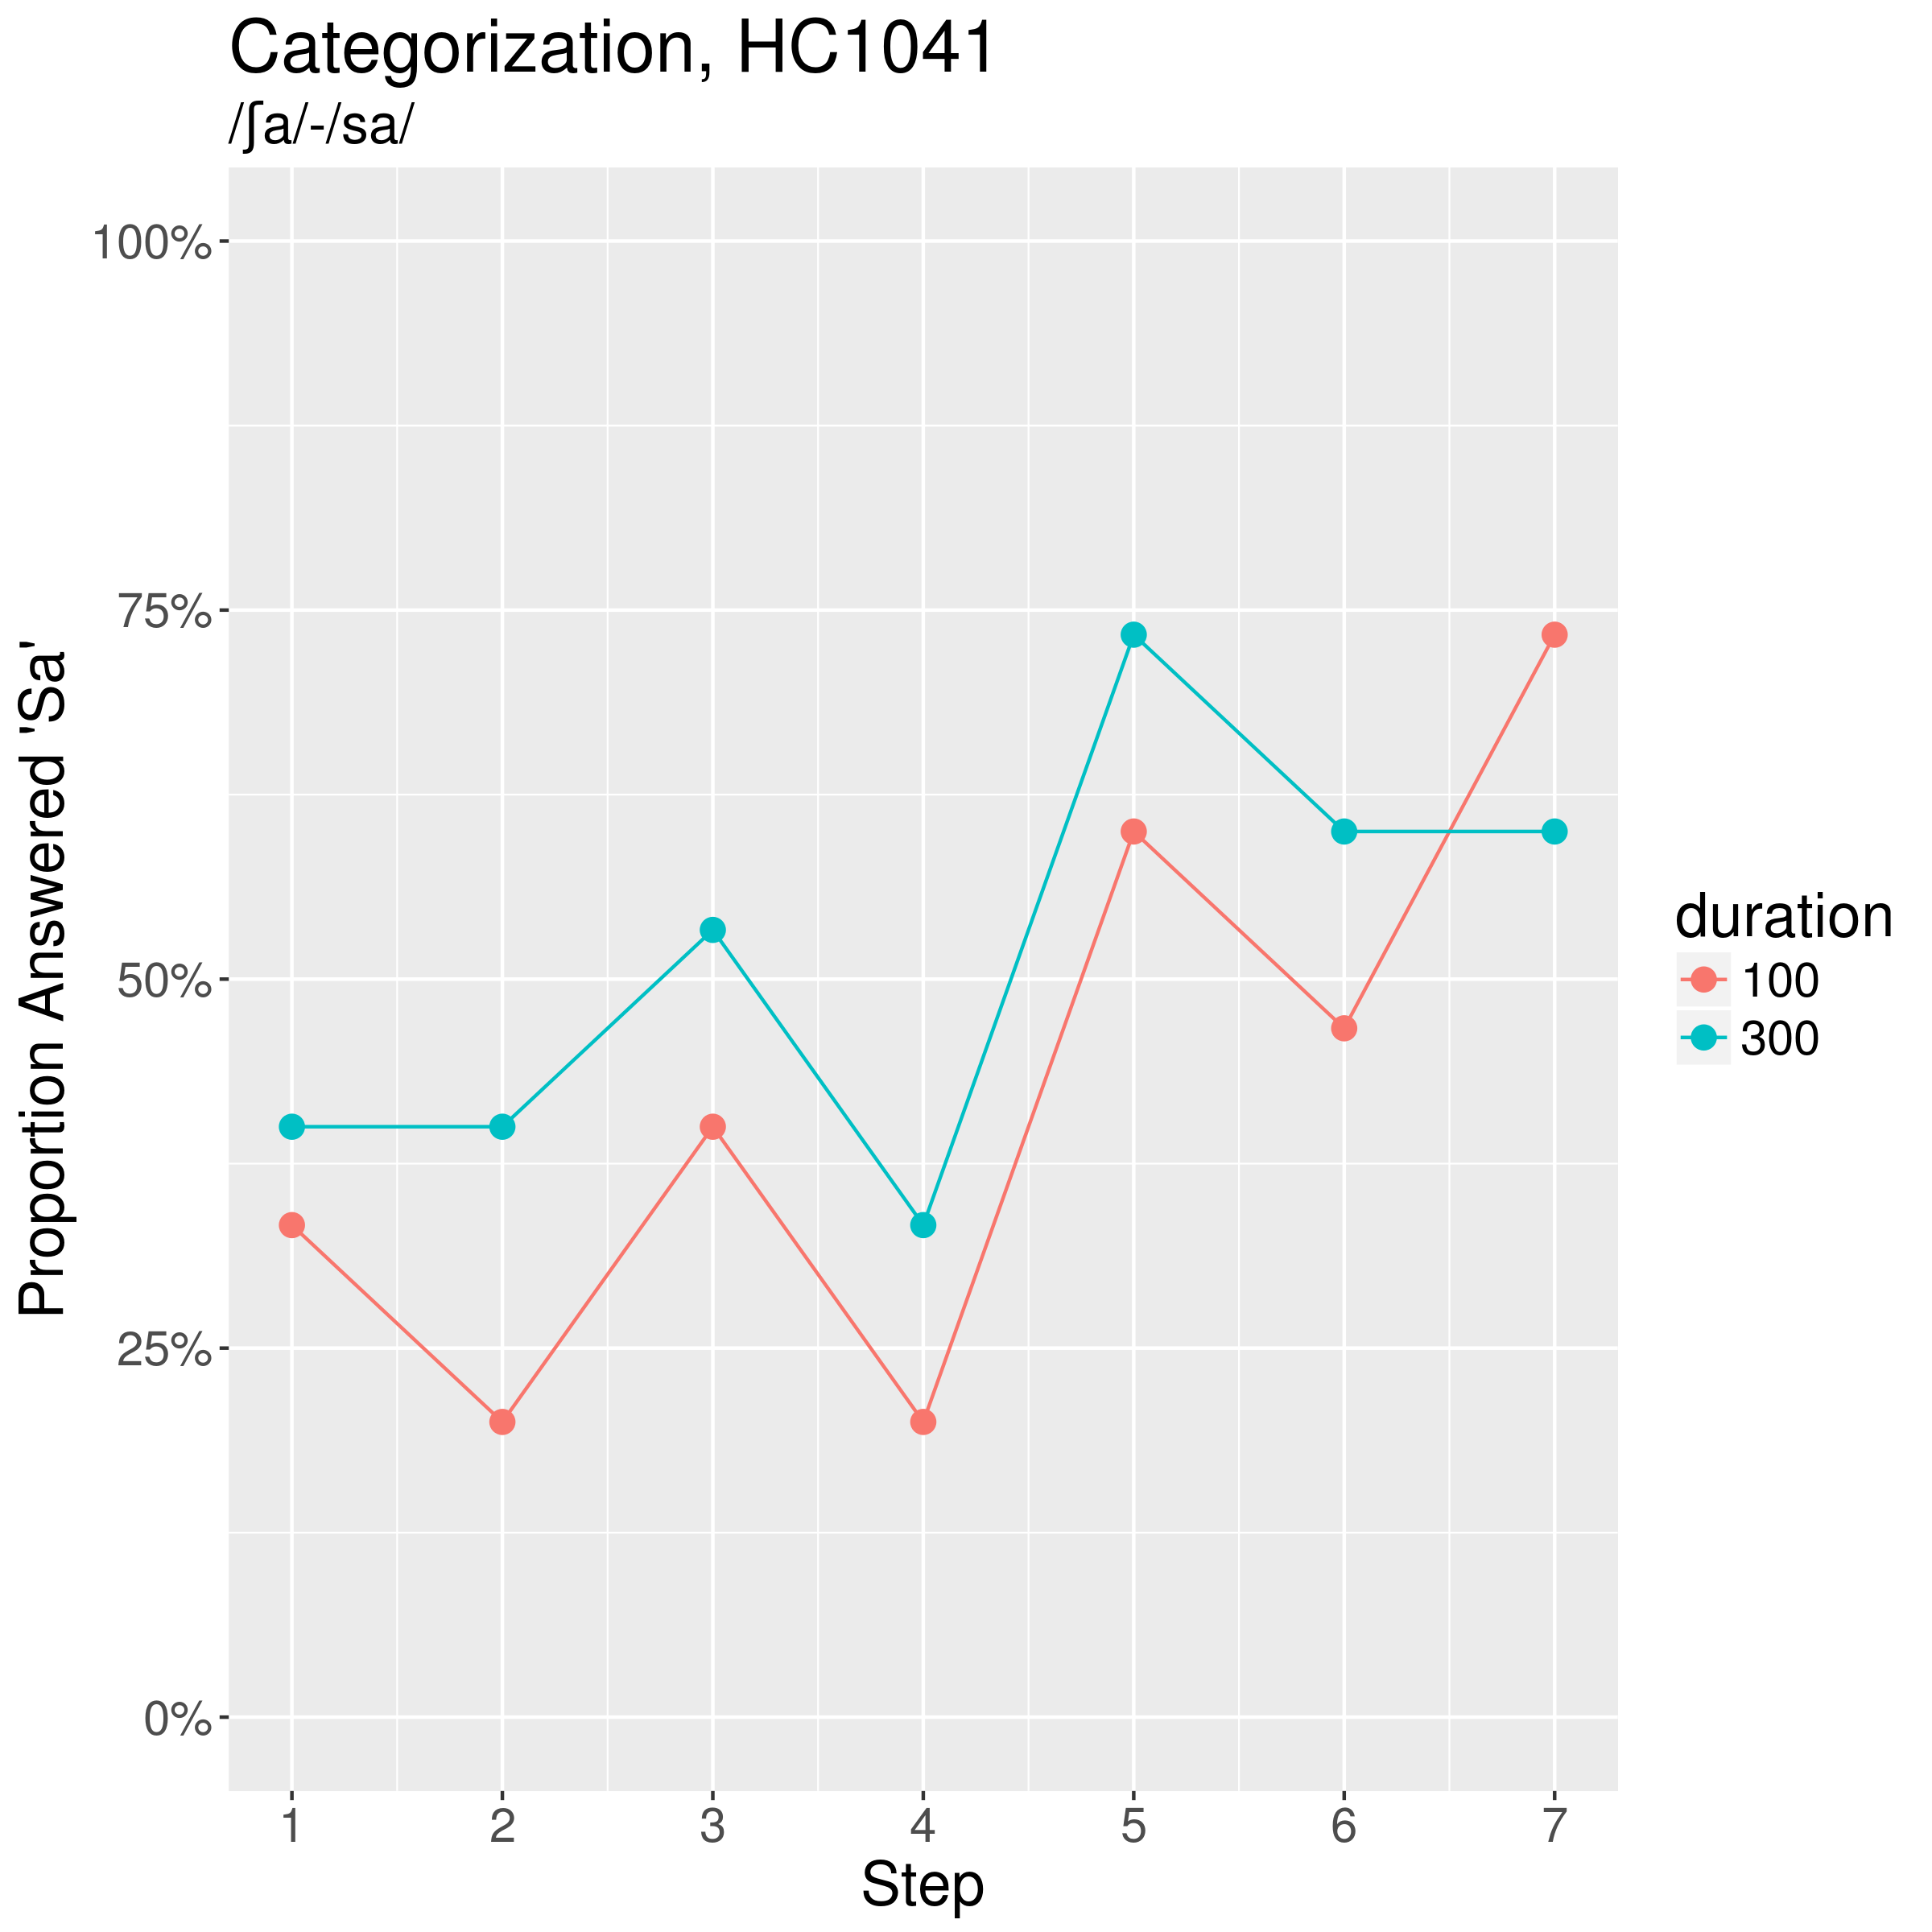 Categorization, HC1041
/ʃa/-/sa/
Proportion Answered 'Sa'
100%
75%
50%
25%
0%
1 2 3 4 5 6 7
Step
duration
100
300